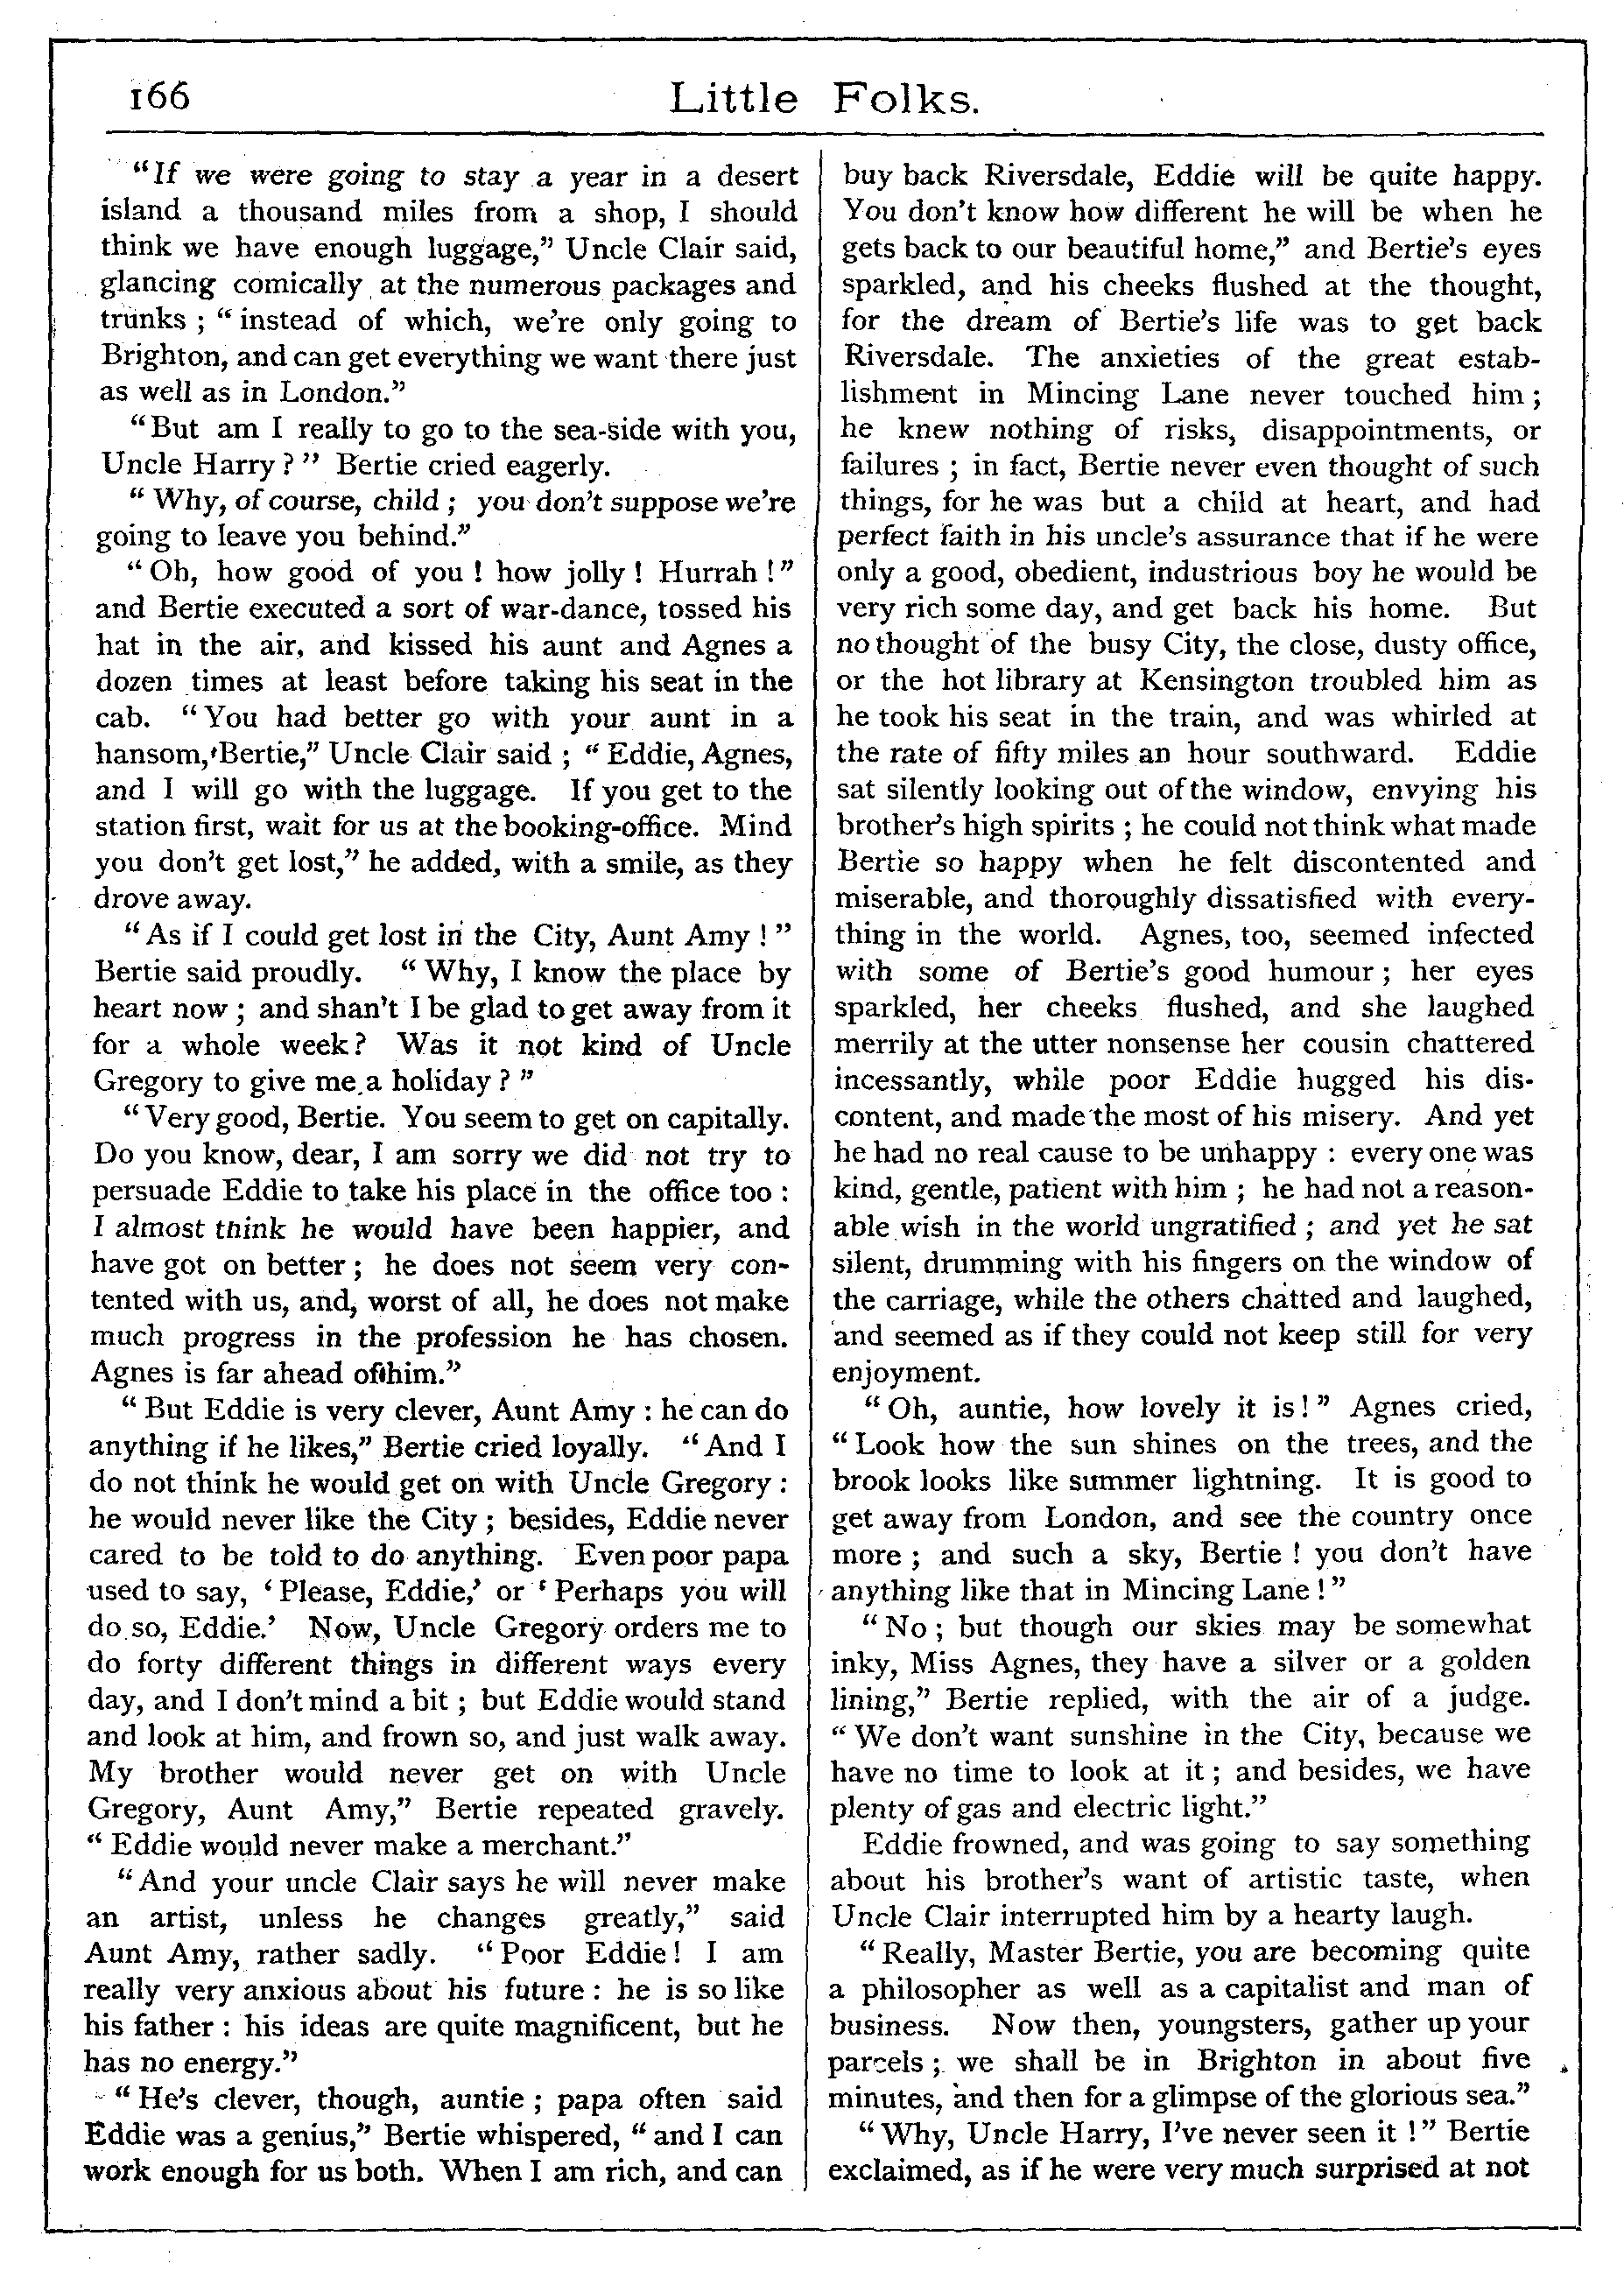 166
Little Folks.
"If we were going to stay a year in a desert
island a thousand miles from a shop, I should
think we have enough luggage," Uncle Clair said,
glancing comically at the numerous packages and
trunks ; "instead of which, we're only going to
Brighton, and can get everything we want there just
as well as in London."
"But am I really to go to the sea-side with you,
Uncle Harry ? " Bertie cried eagerly.
" Why, of course, child ; you don't suppose we're
going to leave you behind."
" Oh, how good of you ! how jolly ! Hurrah ! "
and Bertie executed a sort of war-dance, tossed his
hat in the air, and kissed his aunt and Agnes a
dozen times at least before taking his seat in the
cab. "You had better go with your aunt in a
hansom, Bertie," Uncle Clair said ; " Eddie, Agnes,
and I will go with the luggage. If you get to the
station first, wait for us at the booking-office. Mind
you don't get lost," he added, with a smile, as they
drove away.
"As if I could get lost in the City, Aunt Amy ! "
Bertie said proudly. " Why, I know the place by
heart now ; and shan't I be glad to get away from it
for a whole week? Was it not kind of Uncle
Gregory to give me a holiday ? "
"Very good, Bertie. You seem to get on capitally.
Do you know, dear, I am sorry we did not try to
persuade Eddie to take his place in the office too :
I almost think he would have been happier, and
have got on better ; he does not seem very con-
tented with us, and, worst of all, he does not make
much progress in the profession he has chosen.
Agnes is far ahead of him."
" But Eddie is very clever, Aunt Amy : he can do
anything if he likes," Bertie cried loyally. "And I
do not think he would get on with Uncle Gregory :
he would never like the City ; besides, Eddie never
cared to be told to do anything. Even poor papa
used to say, ' Please, Eddie,' or ' Perhaps you will
do so, Eddie.' Now, Uncle Gregory orders me to
do forty different things in different ways every
day, and I don't mind a bit ; but Eddie would stand
and look at him, and frown so, and just walk away.
My brother would never get on with Uncle
Gregory, Aunt Amy," Bertie repeated gravely.
" Eddie would never make a merchant."
"And your uncle Clair says he will never make
an artist, unless he changes greatly," said
Aunt Amy, rather sadly. "Poor Eddie! I am
really very anxious about his future : he is so like
his father : his ideas are quite magnificent, but he
has no energy."
" He's clever, though, auntie ; papa often said
Eddie was a genius," Bertie whispered, " and I can
work enough for us both. When I am rich, and can
buy back Riversdale, Eddie will be quite happy.
You don't know how different he will be when he
gets back to our beautiful home," and Bertie's eyes
sparkled, and his cheeks flushed at the thought,
for the dream of Bertie's life was to get back
Riversdale. The anxieties of the great estab-
lishment in Mincing Lane never touched him ;
he knew nothing of risks, disappointments, or
failures ; in fact, Bertie never even thought of such
things, for he was but a child at heart, and had
perfect faith in his uncle's assurance that if he were
only a good, obedient, industrious boy he would be
very rich some day, and get back his home. But
no thought of the busy City, the close, dusty office,
or the hot library at Kensington troubled him as
he took his seat in the train, and was whirled at
the rate of fifty miles an hour southward. Eddie
sat silently looking out of the window, envying his
brother's high spirits ; he could not think what made
Bertie so happy when he felt discontented and
miserable, and thoroughly dissatisfied with every-
thing in the world. Agnes, too, seemed infected
with some of Bertie's good humour ; her eyes
sparkled, her cheeks flushed, and she laughed
merrily at the utter nonsense her cousin chattered
incessantly, while poor Eddie hugged his dis-
content, and made the most of his misery. And yet
he had no real cause to be unhappy : every one was
kind, gentle, patient with him ; he had not a reason-
able wish in the world ungratified ; and yet he sat
silent, drumming with his fingers on the window of
the carriage, while the others chatted and laughed,
and seemed as if they could not keep still for very
enjoyment.
" Oh, auntie, how lovely it is! " Agnes cried,
"Look how the sun shines on the trees, and the
brook looks like summer lightning. It is good to
get away from London, and see the country once
more ; and such a sky, Bertie ! you don't have
anything like that in Mincing Lane ! "
" No ; but though our skies may be somewhat
inky, Miss Agnes, they have a silver or a golden
lining," Bertie replied, with the air of a judge.
" We don't want sunshine in the City, because we
have no time to look at it ; and besides, we have
plenty of gas and electric light."
Eddie frowned, and was going to say something
about his brother's want of artistic taste, when
Uncle Clair interrupted him by a hearty laugh.
" Really, Master Bertie, you are becoming quite
a philosopher as well as a capitalist and man of
business. Now then, youngsters, gather up your
parcels ; we shall be in Brighton in about five
minutes, and then for a glimpse of the glorious sea."
" Why, Uncle Harry, I've never seen it ! " Bertie
exclaimed, as if he were very much surprised at not